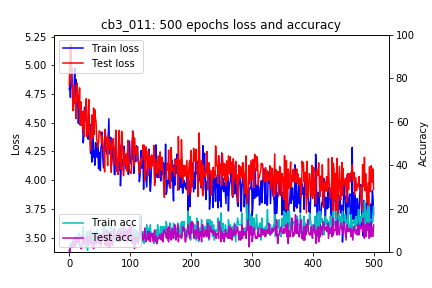 cb3_011: 500 epochs loss and accuracy
5.25
5.00
4.75
4.50
4.25
4.00
3.75
3.50
Loss
Train loss
Test loss
Train acc
Test acc
100
80
60
40
20
0
Accuracy
0 100 200 300 400 500